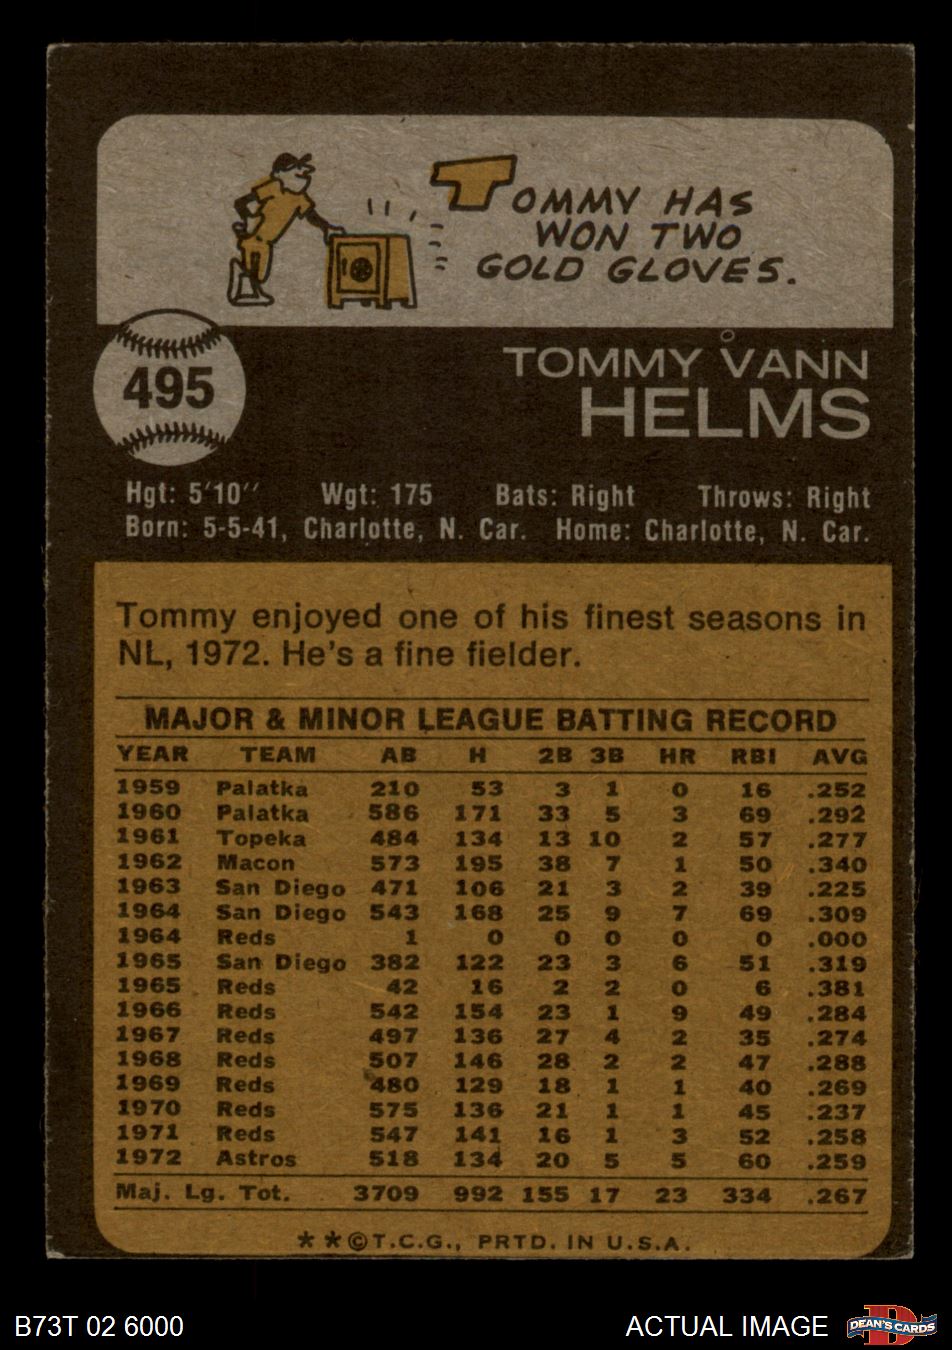 TOMMY HAS
WON TWO
GOLD GLOVES.
495
TOMMY VANN
HELMS
Hgt: 5'10" Wgt: 175 Bats: Right Throws: Right
Born: 5-5-41, Charlotte, N. Car. Home: Charlotte, N. Car.
Tommy enjoyed one of his finest seasons in
NL, 1972. He's a fine fielder.
MAJOR & MINOR LEAGUE BATTING RECORD
YEAR TEAM AB H 2B 3B HR RBI AVG
1959 Palatka 210 53 3 1 0 16 .252
1960 Palatka 586 171 33 5 3 69 .292
1961 Topeka 484 134 13 10 2 57 .277
1962 Macon 573 195 38 7 1 50 .340
1963 San Diego 471 106 21 3 2 39 .225
1964 San Diego 543 168 25 9 7 69 .309
1964 Reds 1 0 0 0 0 0 .000
1965 San Diego 382 122 23 3 6 51 .319
1965 Reds 42 16 2 2 0 6 .381
1966 Reds 542 154 23 1 9 49 .284
1967 Reds 497 136 27 4 2 35 .274
1968 Reds 507 146 28 2 2 47 .288
1969 Reds 480 129 18 1 1 40 .269
1970 Reds 575 136 21 1 1 45 .237
1971 Reds 547 141 16 1 3 52 .258
1972 Astros 518 134 20 5 5 60 .259
Maj. Lg. Tot. 3709 992 155 17 23 334 .267
**©T.C.G., PRTD. IN U.S.A.
B73T 02 6000 ACTUAL IMAGE DEAN'S CARDS